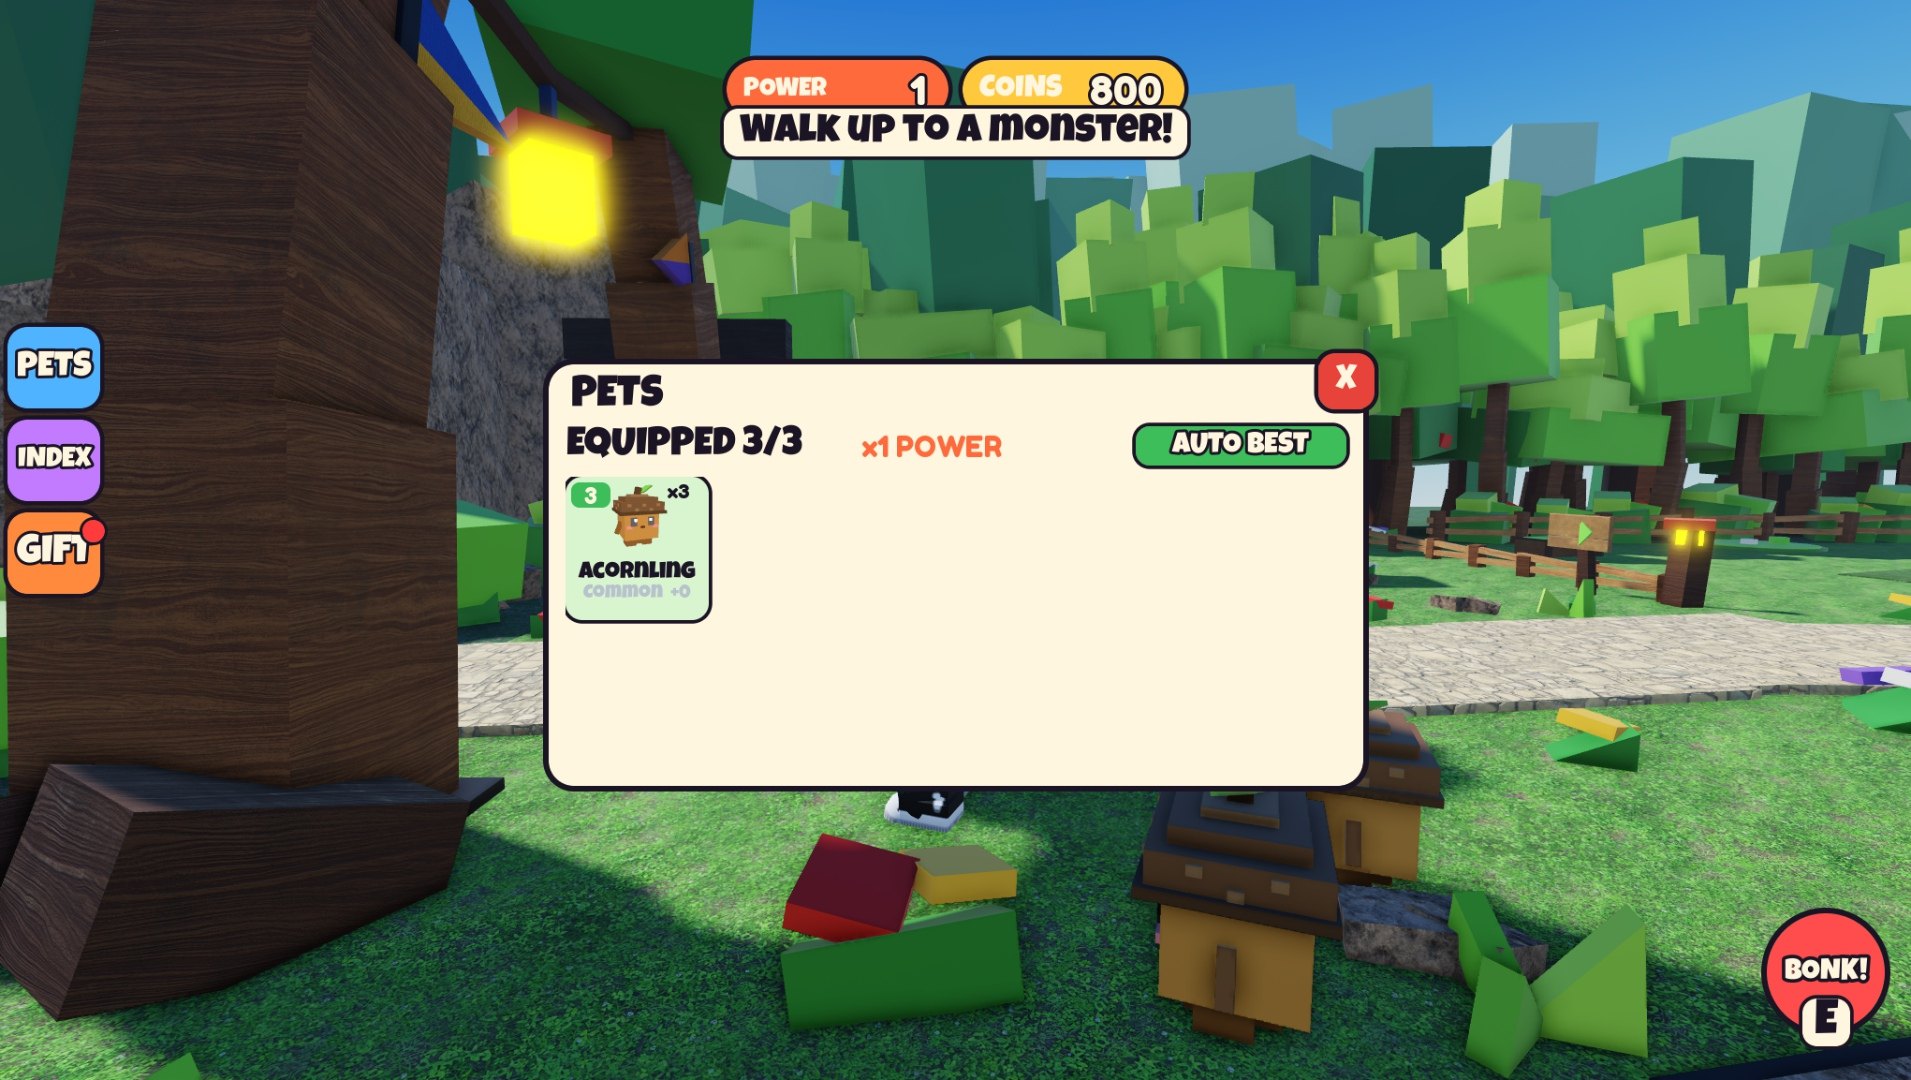 POWER 1
COINS 800
WALK UP TO A MONSTER!
PETS
INDEX
GIFT
PETS
X
EQUIPPED 3/3
x1 POWER
AUTO BEST
3
x3
ACORNLING
COMMON +0
BONK!
E